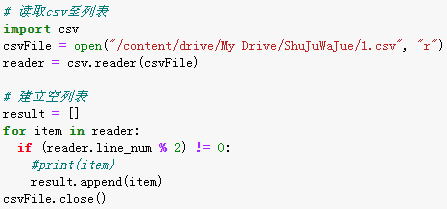 # 读取csv至列表
import csv
csvFile = open("/content/drive/My Drive/ShuJuWaJue/1.csv", "r")
reader = csv.reader(csvFile)

# 建立空列表
result = []
for item in reader:
  if (reader.line_num % 2) != 0:
    #print(item)
    result.append(item)
csvFile.close()